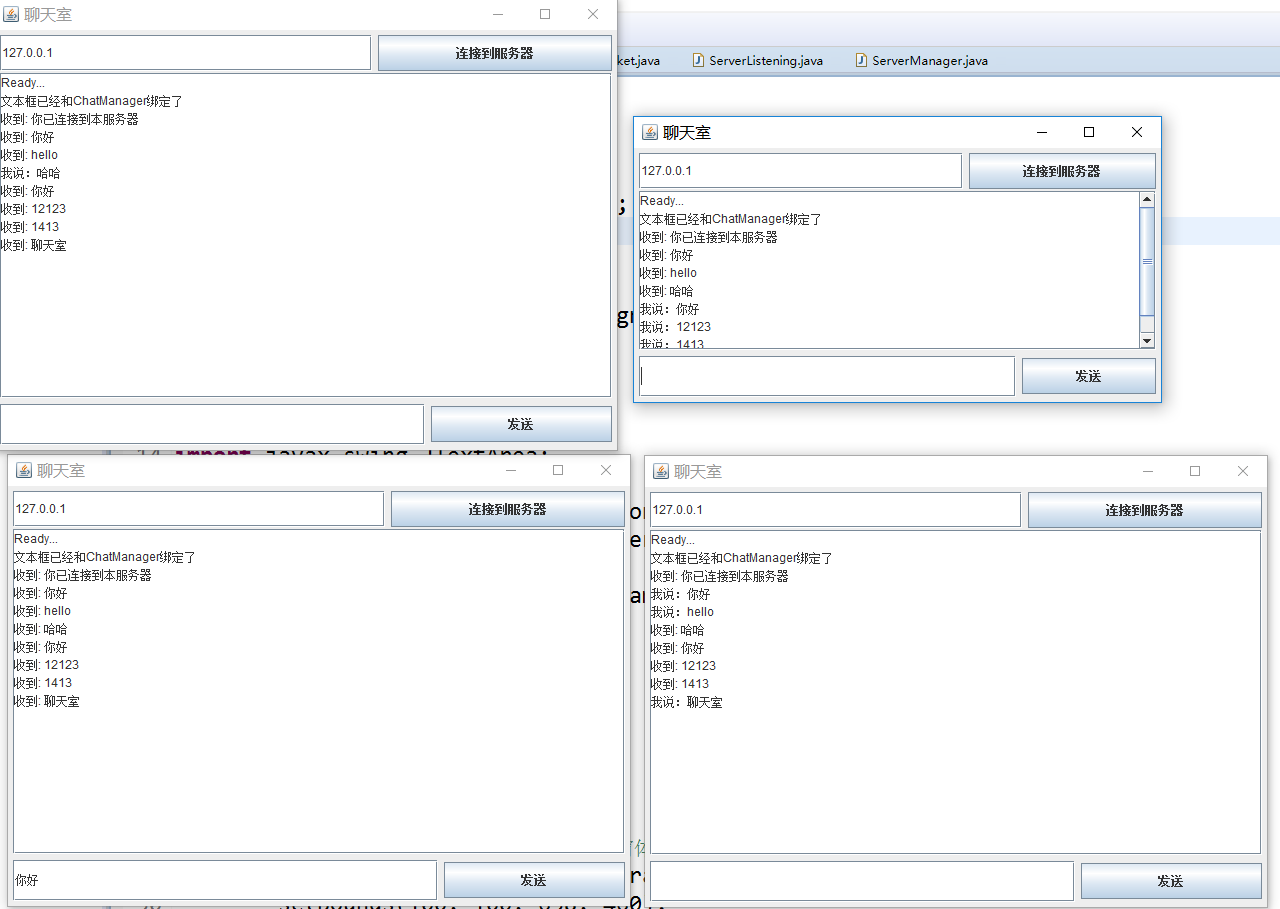 聊天室
127.0.0.1
连接到服务器
Ready...
文本框已经和ChatManager绑定了
收到: 你已连接到本服务器
收到: 你好
收到: hello
我说：哈哈
收到: 你好
收到: 12123
收到: 1413
收到: 聊天室
发送
ket.java
ServerListening.java
ServerManager.java
;
聊天室
127.0.0.1
连接到服务器
Ready...
文本框已经和ChatManager绑定了
收到: 你已连接到本服务器
收到: 你好
收到: hello
收到: 哈哈
我说：你好
我说：12123
我说：1413
发送
聊天室
127.0.0.1
连接到服务器
Ready...
文本框已经和ChatManager绑定了
收到: 你已连接到本服务器
收到: 你好
收到: hello
收到: 哈哈
收到: 你好
收到: 12123
收到: 1413
收到: 聊天室
你好
发送
聊天室
127.0.0.1
连接到服务器
Ready...
文本框已经和ChatManager绑定了
收到: 你已连接到本服务器
我说：你好
我说：hello
收到: 哈哈
收到: 你好
收到: 12123
收到: 1413
我说：聊天室
发送